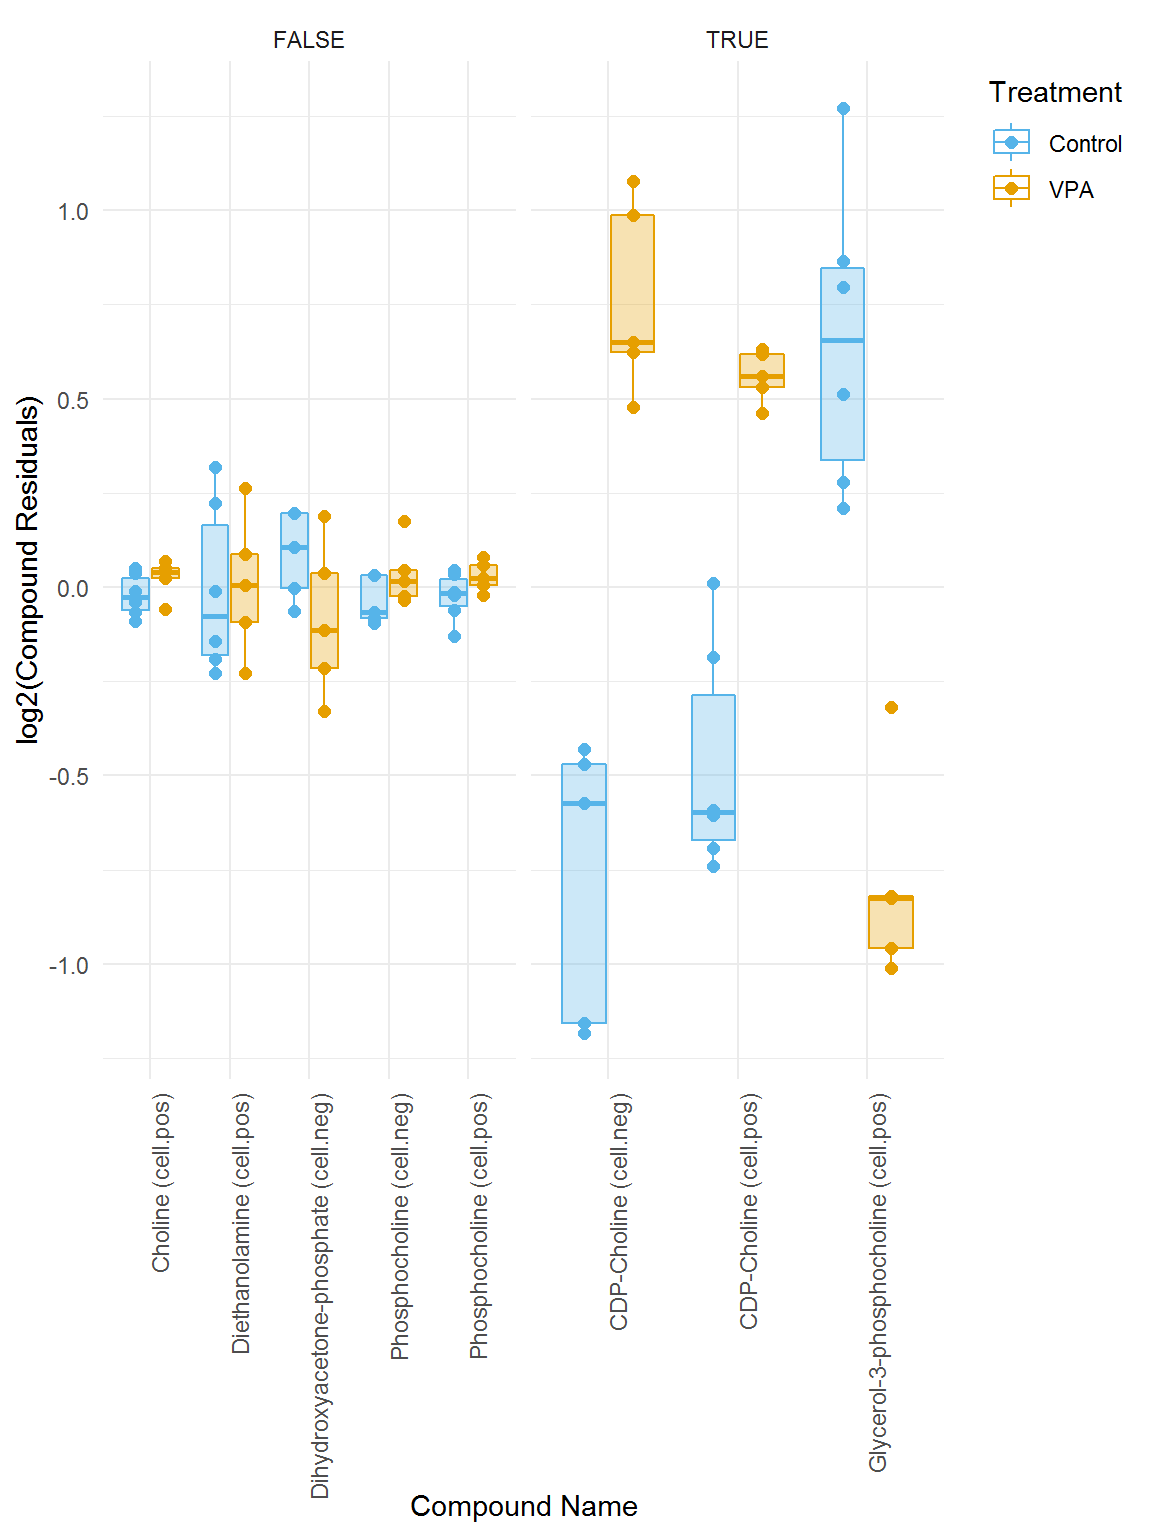 FALSE
TRUE
Treatment
Control
VPA
log2(Compound Residuals)
1.0
0.5
0.0
-0.5
-1.0
Choline (cell.pos)
Diethanolamine (cell.pos)
Dihydroxyacetone-phosphate (cell.neg)
Phosphocholine (cell.neg)
Phosphocholine (cell.pos)
CDP-Choline (cell.neg)
CDP-Choline (cell.pos)
Glycerol-3-phosphocholine (cell.pos)
Compound Name